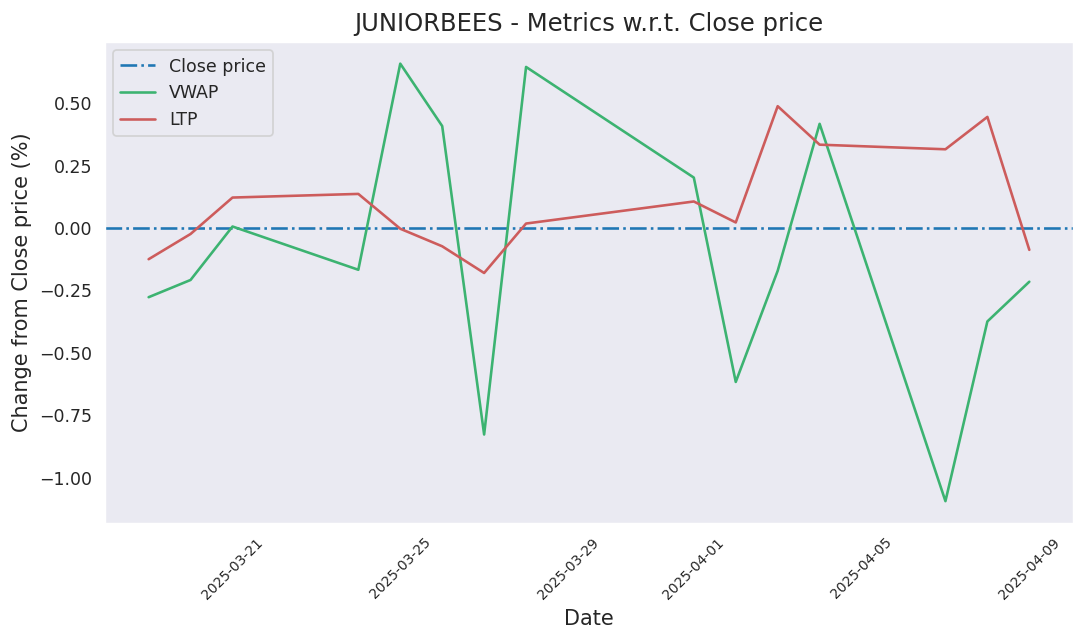 JUNIORBEES - Metrics w.r.t. Close price
Close price
VWAP
LTP
Change from Close price (%)
0.50
0.25
0.00
−0.25
−0.50
−0.75
−1.00
2025-03-21
2025-03-25
2025-03-29
2025-04-01
2025-04-05
2025-04-09
Date